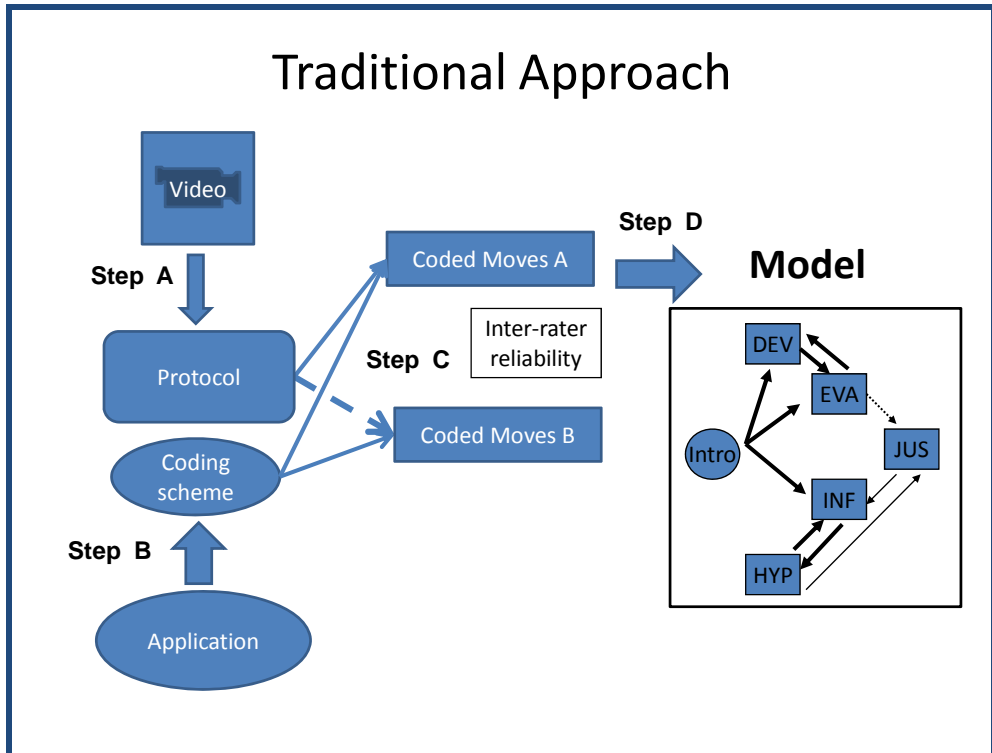 Traditional Approach
Video
Step A
Protocol
Coding
scheme
Step B
Application
Coded Moves A
Step C
Inter-rater
reliability
Coded Moves B
Step D
Model
DEV
EVA
Intro
JUS
INF
HYP